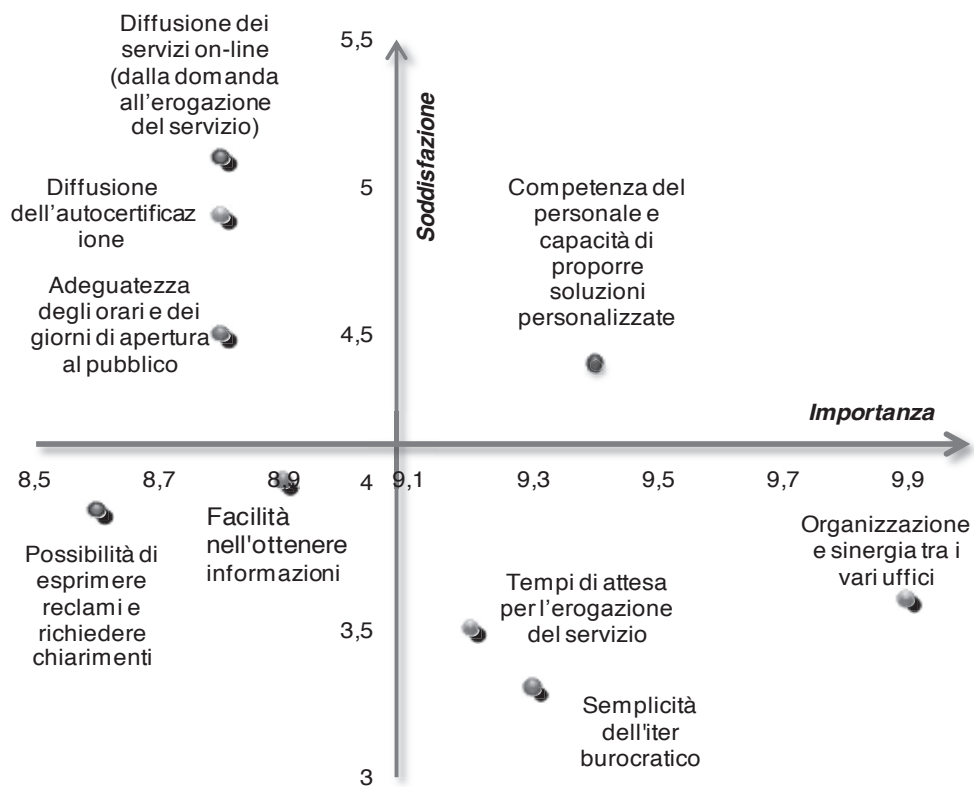 Diffusione dei
servizi on-line
(dalla domanda
all'erogazione
del servizio)
5,5
Soddisfazione
Diffusione
dell'autocertificaz
ione
5
Competenza del
personale e
capacità di
proporre
soluzioni
personalizzate
Adeguatezza
degli orari e dei
giorni di apertura
al pubblico
4,5
Importanza
8,5
8,7
8,9
4
9,1
9,3
9,5
9,7
9,9
Possibilità di
esprimere
reclami e
richiedere
chiarimenti
Facilità
nell'ottenere
informazioni
Organizzazione
e sinergia tra i
vari uffici
3,5
Tempi di attesa
per l'erogazione
del servizio
Semplicità
dell'iter
burocratico
3